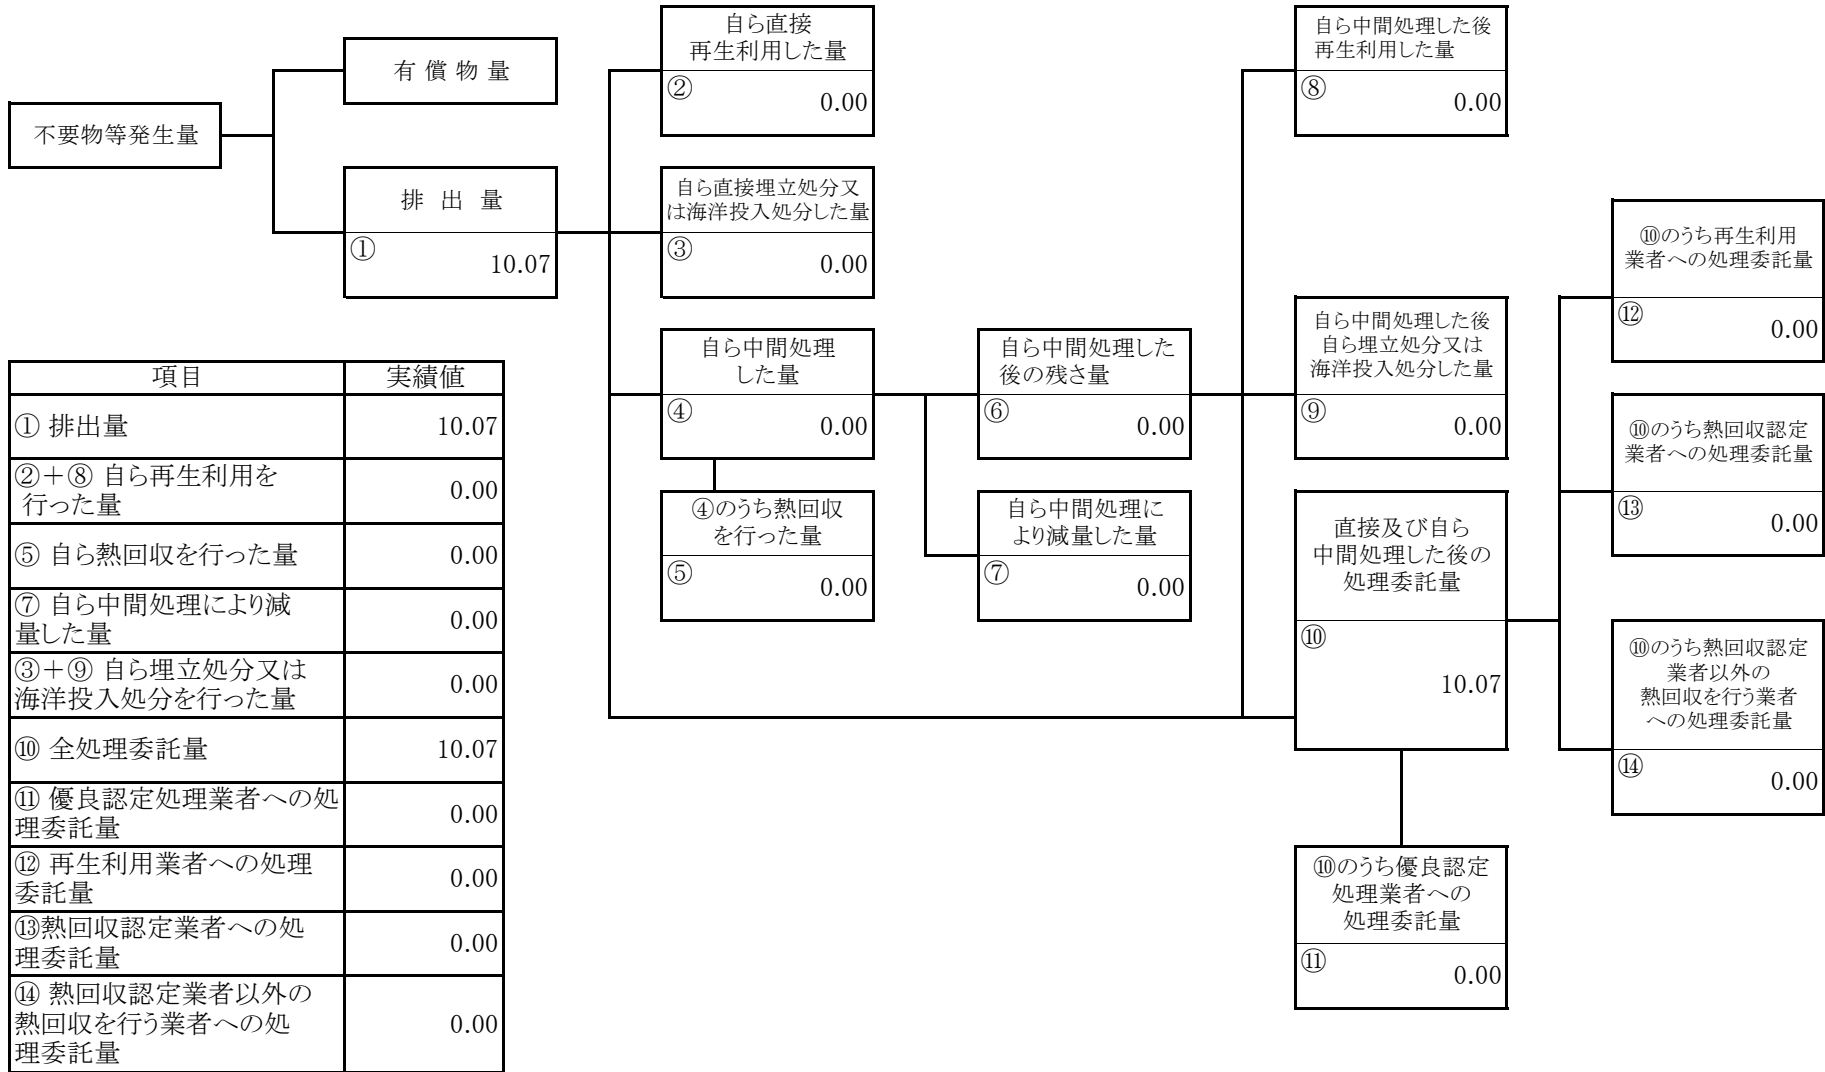 不要物等発生量
有 償 物 量
排 出 量
①
10.07
自ら直接
再生利用した量
②
0.00
自ら直接埋立処分又
は海洋投入処分した量
③
0.00
自ら中間処理
した量
④
0.00
④のうち熱回収
を行った量
⑤
0.00
自ら中間処理した
後の残さ量
⑥
0.00
自ら中間処理に
より減量した量
⑦
0.00
自ら中間処理した後
再生利用した量
⑧
0.00
自ら中間処理した後
自ら埋立処分又は
海洋投入処分した量
⑨
0.00
直接及び自ら
中間処理した後の
処理委託量
⑩
10.07
⑩のうち優良認定
処理業者への
処理委託量
⑪
0.00
⑩のうち再生利用
業者への処理委託量
⑫
0.00
⑩のうち熱回収認定
業者への処理委託量
⑬
0.00
⑩のうち熱回収認定
業者以外の
熱回収を行う業者
への処理委託量
⑭
0.00
項目 実績値
① 排出量 10.07
②+⑧ 自ら再生利用を
行った量 0.00
⑤ 自ら熱回収を行った量 0.00
⑦ 自ら中間処理により減
量した量 0.00
③+⑨ 自ら埋立処分又は
海洋投入処分を行った量 0.00
⑩ 全処理委託量 10.07
⑪ 優良認定処理業者への処
理委託量 0.00
⑫ 再生利用業者への処理
委託量 0.00
⑬熱回収認定業者への処
理委託量 0.00
⑭ 熱回収認定業者以外の
熱回収を行う業者への処
理委託量 0.00